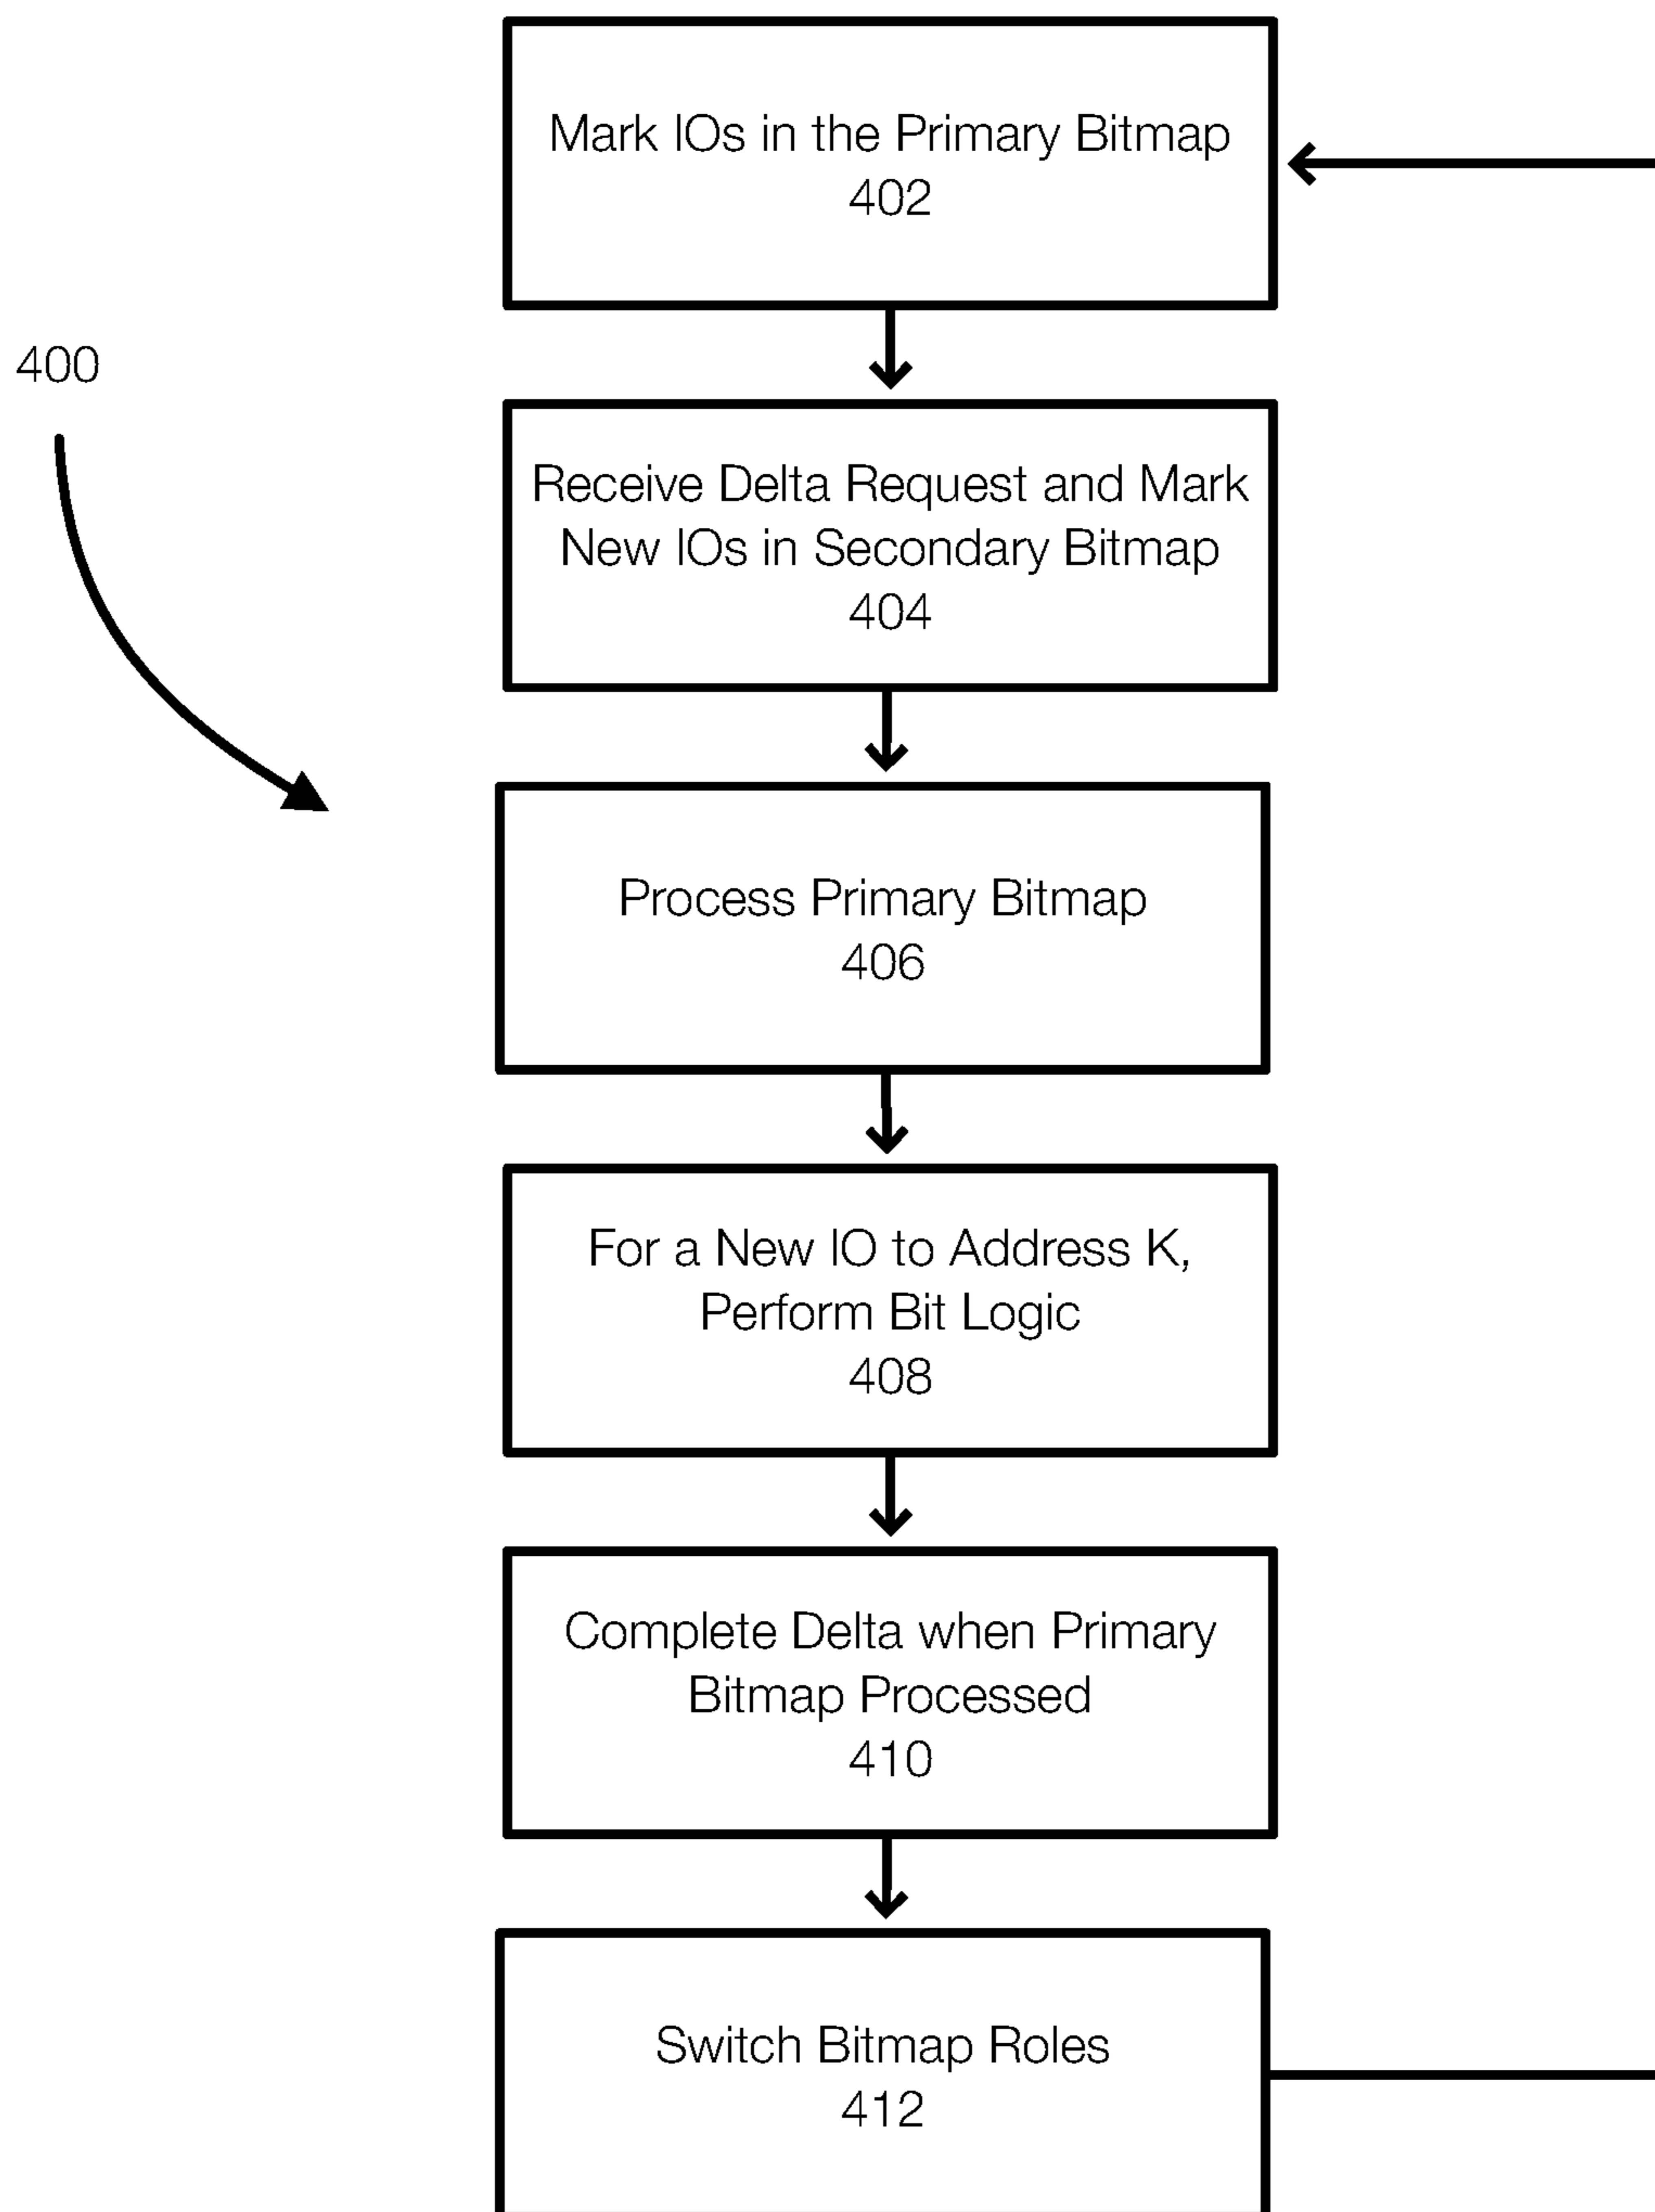 Mark IOs in the Primary Bitmap
402
400
Receive Delta Request and Mark
New IOs in Secondary Bitmap
404
Process Primary Bitmap
406
For a New IO to Address K,
Perform Bit Logic
408
Complete Delta when Primary
Bitmap Processed
410
Switch Bitmap Roles
412